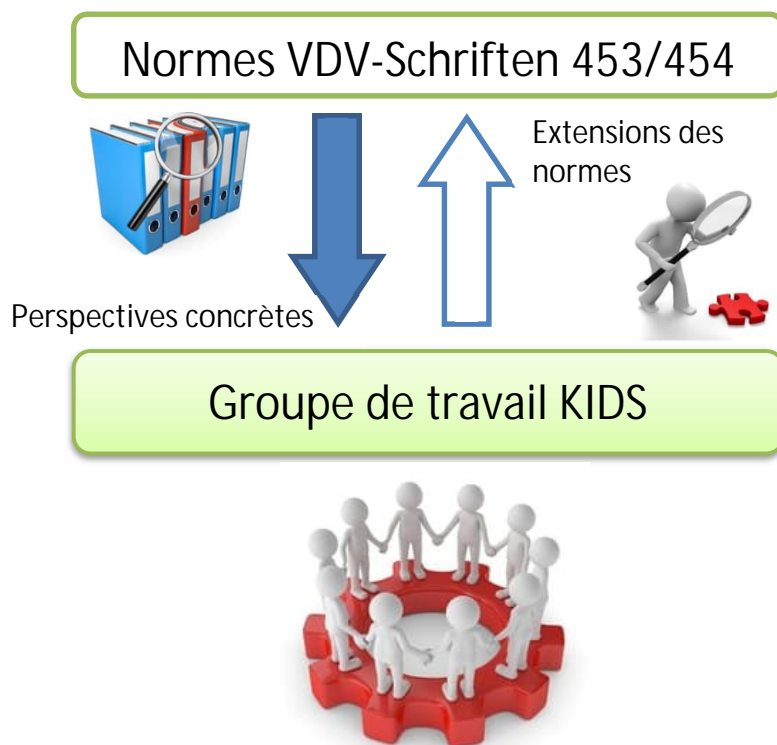 Normes VDV-Schriften 453/454
Extensions des
normes
Perspectives concrètes
Groupe de travail KIDS